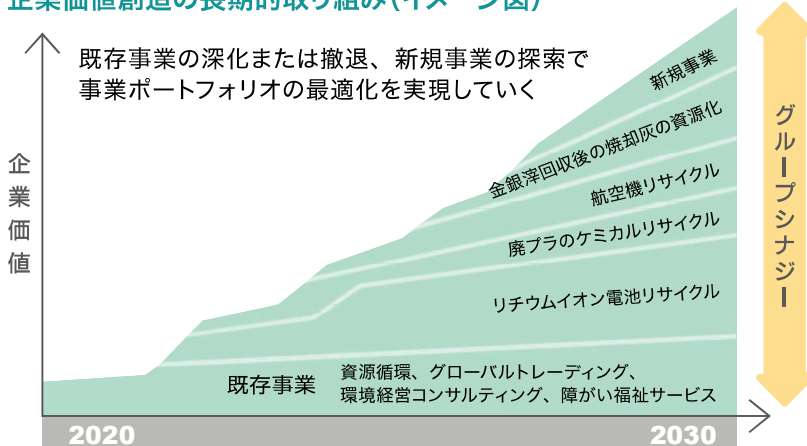 企業価値創造の長期的取り組み(イメージ図)
既存事業の深化または撤退、新規事業の探索で
事業ポートフォリオの最適化を実現していく
企業価値
新規事業
金銀滓回収後の焼却灰の資源化
航空機リサイクル
廃プラのケミカルリサイクル
リチウムイオン電池リサイクル
既存事業
資源循環、グローバルトレーディング、
環境経営コンサルティング、障がい福祉サービス
グループシナジー
2020
2030